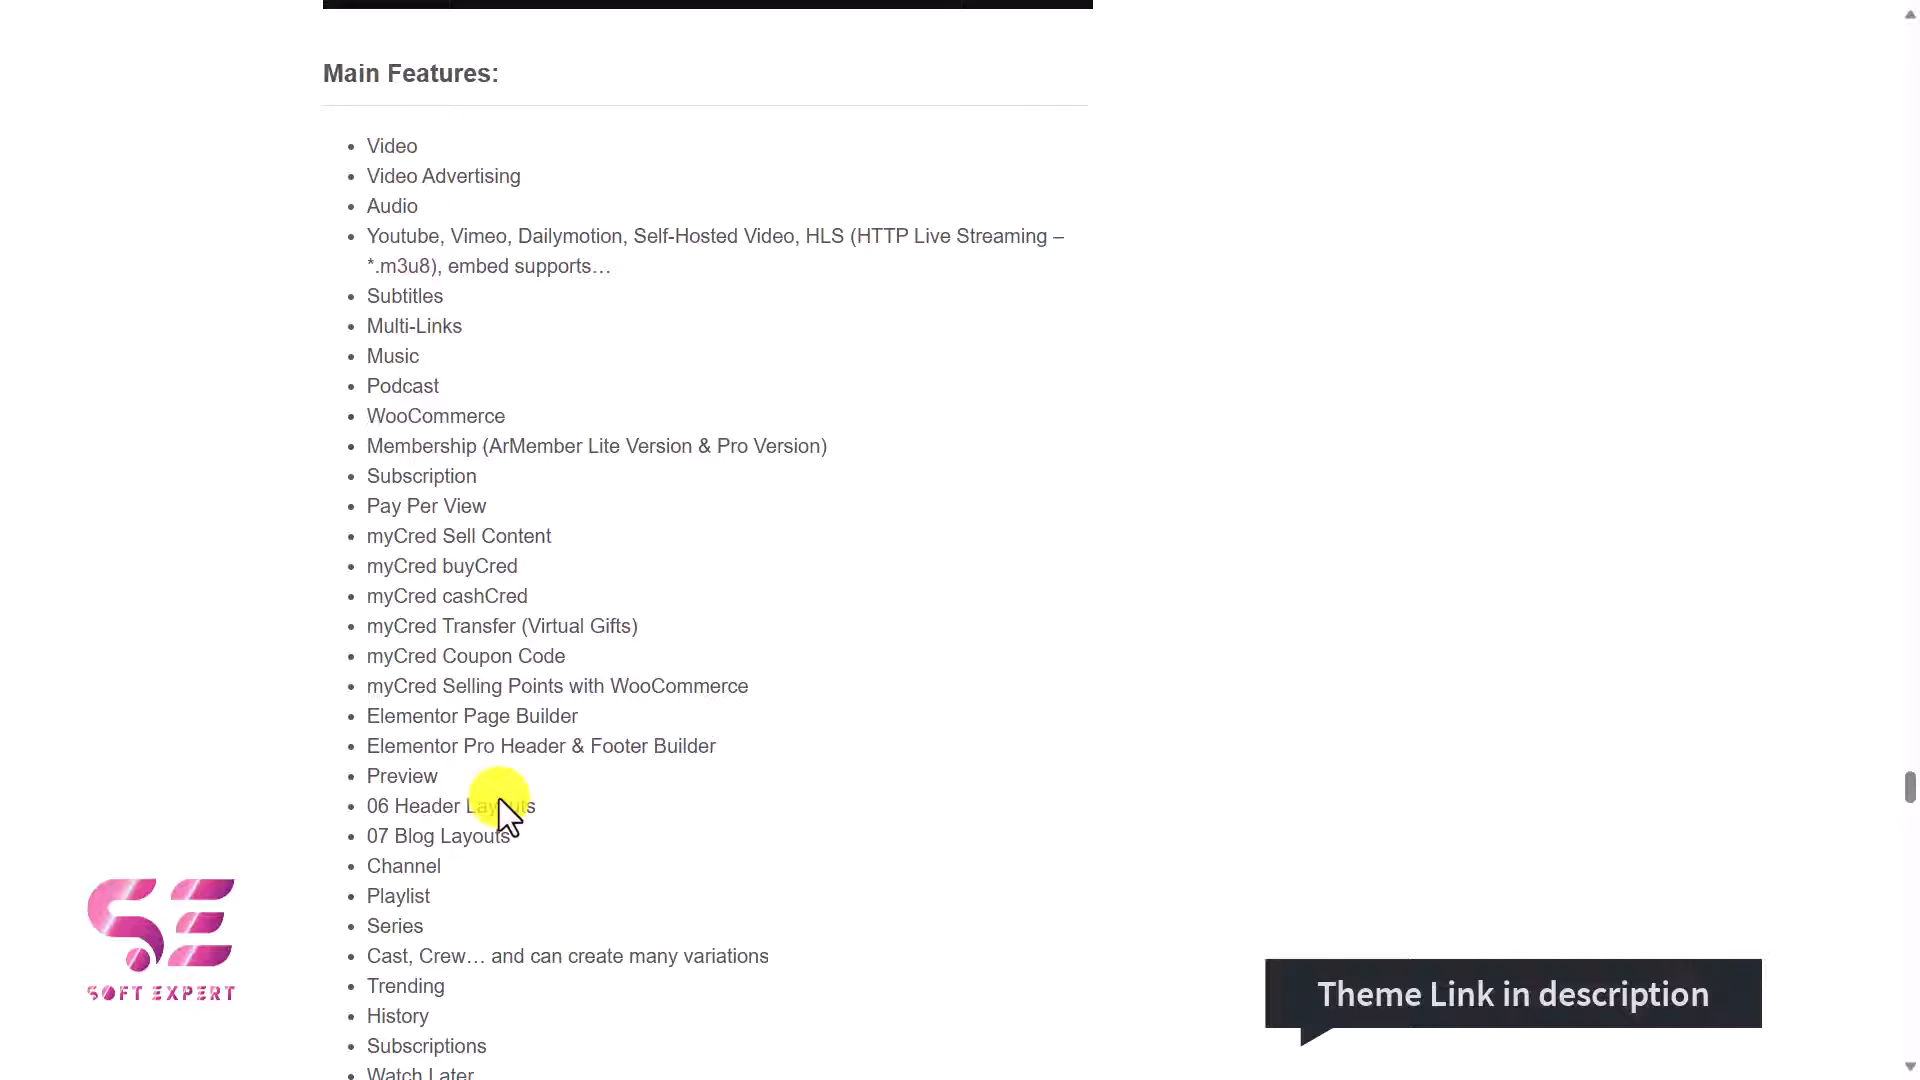 Main Features:
Video
Video Advertising
Audio
Youtube, Vimeo, Dailymotion, Self-Hosted Video, HLS (HTTP Live Streaming –
*.m3u8), embed supports…
Subtitles
Multi-Links
Music
Podcast
WooCommerce
Membership (ArMember Lite Version & Pro Version)
Subscription
Pay Per View
myCred Sell Content
myCred buyCred
myCred cashCred
myCred Transfer (Virtual Gifts)
myCred Coupon Code
myCred Selling Points with WooCommerce
Elementor Page Builder
Elementor Pro Header & Footer Builder
Preview
06 Header Layouts
07 Blog Layouts
Channel
Playlist
Series
Cast, Crew… and can create many variations
Trending
History
Subscriptions
Watch Later
SE
SOFT EXPERT
Theme Link in description